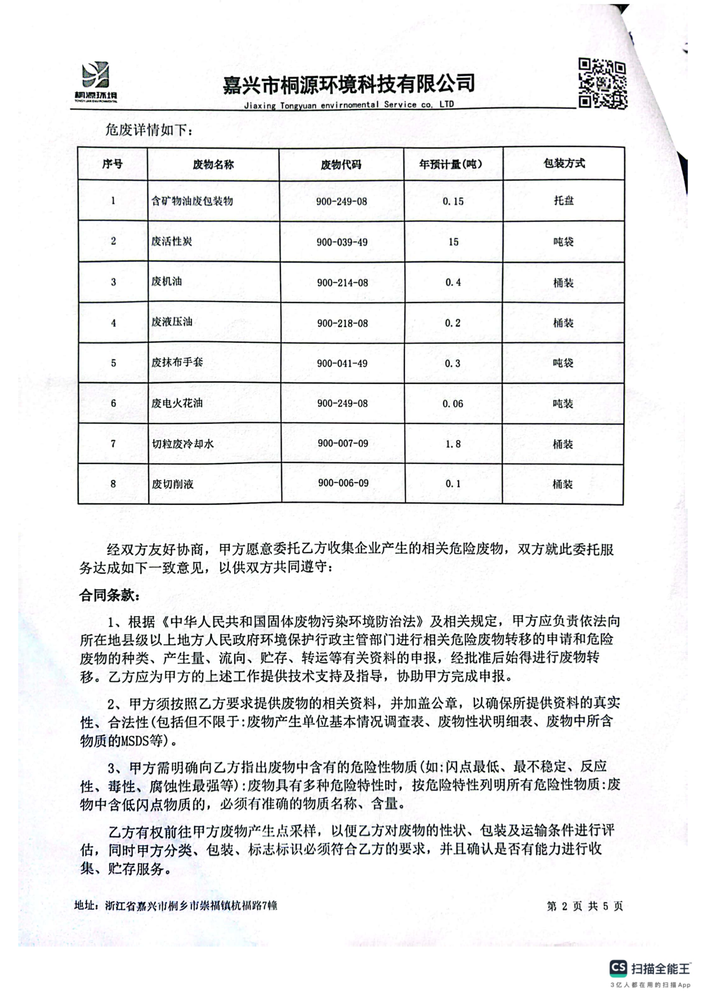 桐源环境
TONGYUAN ENVIRONMENTAL
嘉兴市桐源环境科技有限公司
Jiaxing Tongyuan envirnomental Service co. LTD
危废详情如下：
序号 废物名称 废物代码 年预计量(吨) 包装方式
1 含矿物油废包装物 900-249-08 0.15 托盘
2 废活性炭 900-039-49 15 吨袋
3 废机油 900-214-08 0.4 桶装
4 废液压油 900-218-08 0.2 桶装
5 废抹布手套 900-041-49 0.3 吨袋
6 废电火花油 900-249-08 0.06 吨装
7 切粒废冷却水 900-007-09 1.8 桶装
8 废切削液 900-006-09 0.1 桶装
经双方友好协商，甲方愿意委托乙方收集企业产生的相关危险废物，双方就此委托服
务达成如下一致意见，以供双方共同遵守：
合同条款：
1、根据《中华人民共和国固体废物污染环境防治法》及相关规定，甲方应负责依法向
所在地县级以上地方人民政府环境保护行政主管部门进行相关危险废物转移的申请和危险
废物的种类、产生量、流向、贮存、转运等有关资料的申报，经批准后始得进行废物转
移。乙方应为甲方的上述工作提供技术支持及指导，协助甲方完成申报。
2、甲方须按照乙方要求提供废物的相关资料，并加盖公章，以确保所提供资料的真实
性、合法性(包括但不限于:废物产生单位基本情况调查表、废物性状明细表、废物中所含
物质的MSDS等)。
3、甲方需明确向乙方指出废物中含有的危险性物质(如:闪点最低、最不稳定、反应
性、毒性、腐蚀性最强等):废物具有多种危险特性时，按危险特性列明所有危险性物质:废
物中含低闪点物质的，必须有准确的物质名称、含量。
乙方有权前往甲方废物产生点采样，以便乙方对废物的性状、包装及运输条件进行评
估，同时甲方分类、包装、标志标识必须符合乙方的要求，并且确认是否有能力进行收
集、贮存服务。
地址：浙江省嘉兴市桐乡市崇福镇杭福路7幢
第 2 页 共 5 页
CS 扫描全能王™
3亿人都在用的扫描App